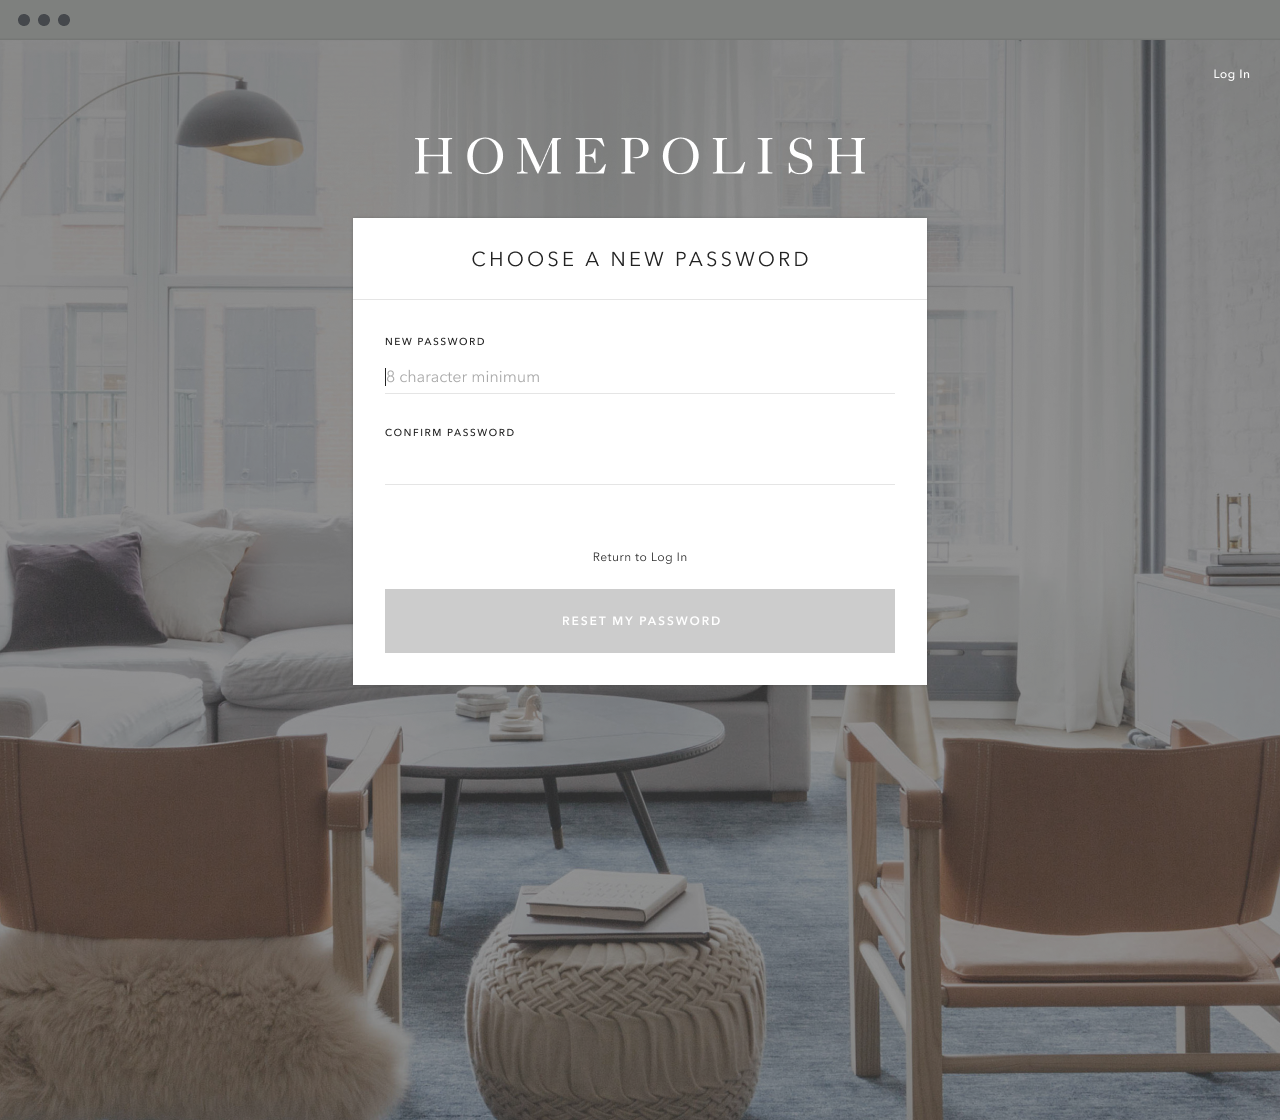 Log In
HOMEPOLISH
CHOOSE A NEW PASSWORD
NEW PASSWORD
8 character minimum
CONFIRM PASSWORD
Return to Log In
RESET MY PASSWORD